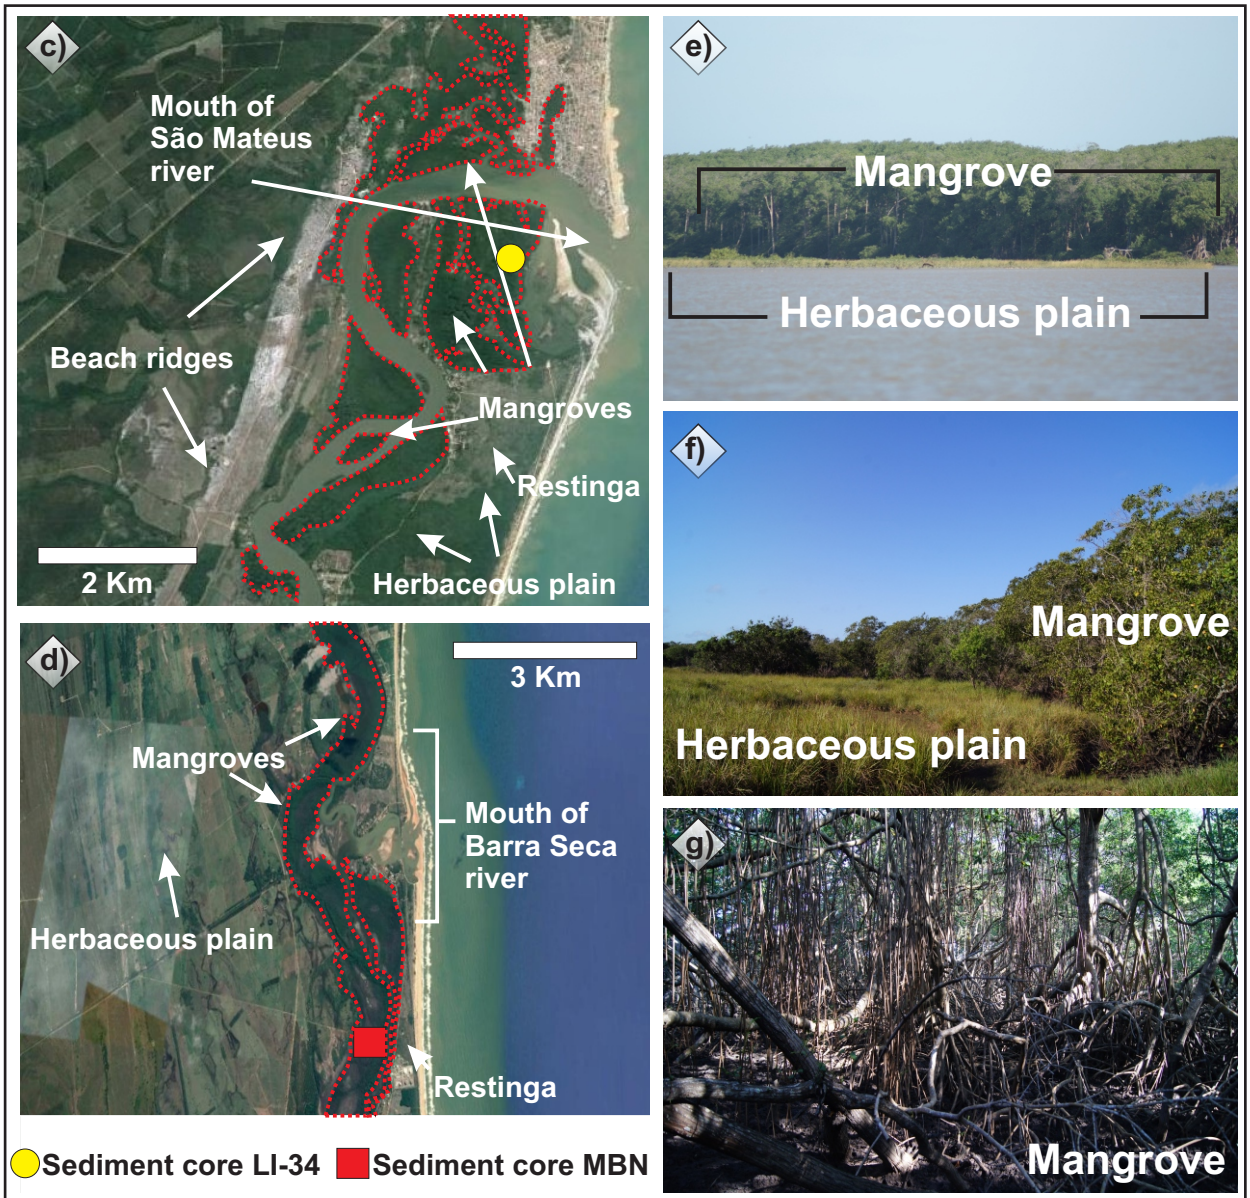 c)
Mouth of
São Mateus
river
Beach ridges
Mangroves
Restinga
Herbaceous plain
2 Km
d)
3 Km
Mangroves
Mouth of
Barra Seca
river
Herbaceous plain
Restinga
Sediment core LI-34
Sediment core MBN
e)
Mangrove
Herbaceous plain
f)
Mangrove
Herbaceous plain
g)
Mangrove